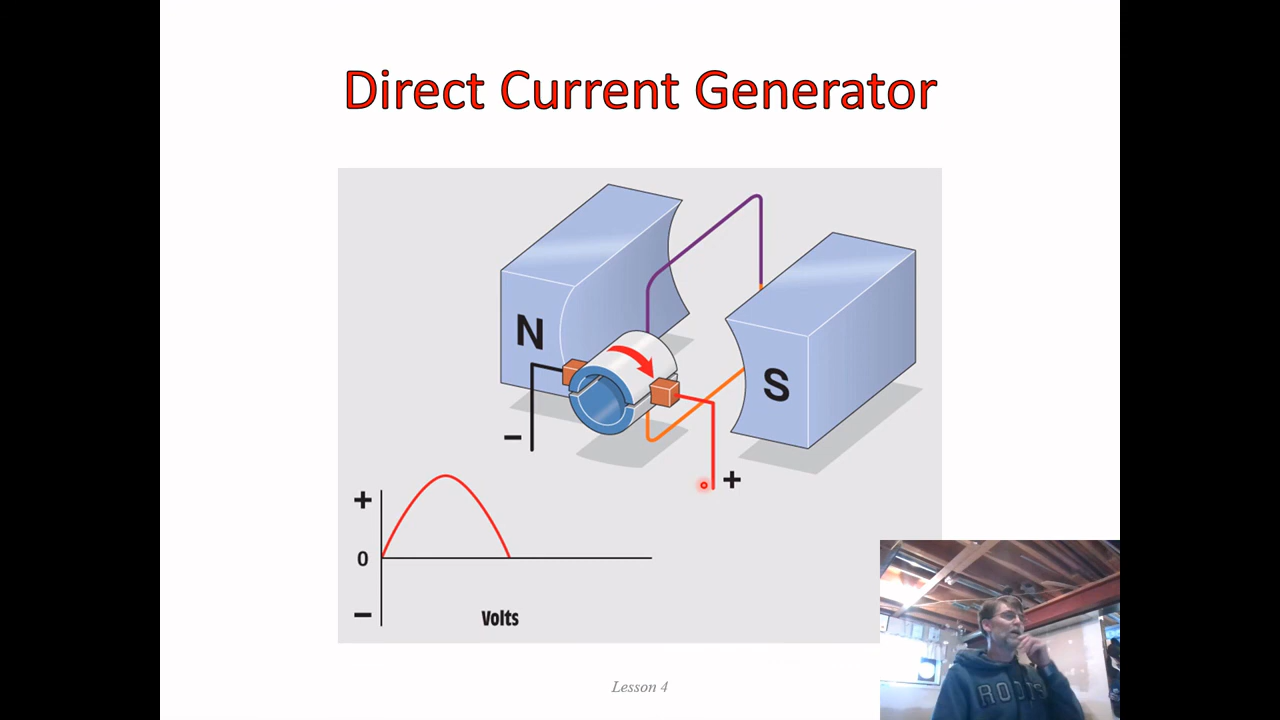 Direct Current Generator
N
S
−
+
+
0
−
Volts
Lesson 4